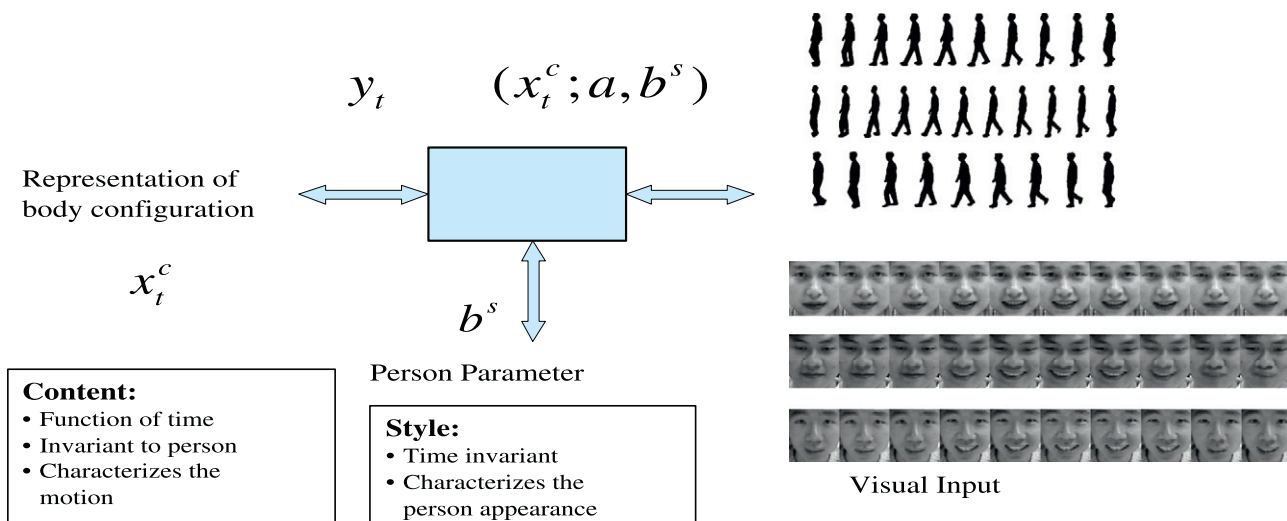 y_t (x_t^c; a, b^s)
Representation of
body configuration
x_t^c
b^s
Person Parameter
Content:
• Function of time
• Invariant to person
• Characterizes the
motion
Style:
• Time invariant
• Characterizes the
person appearance
Visual Input